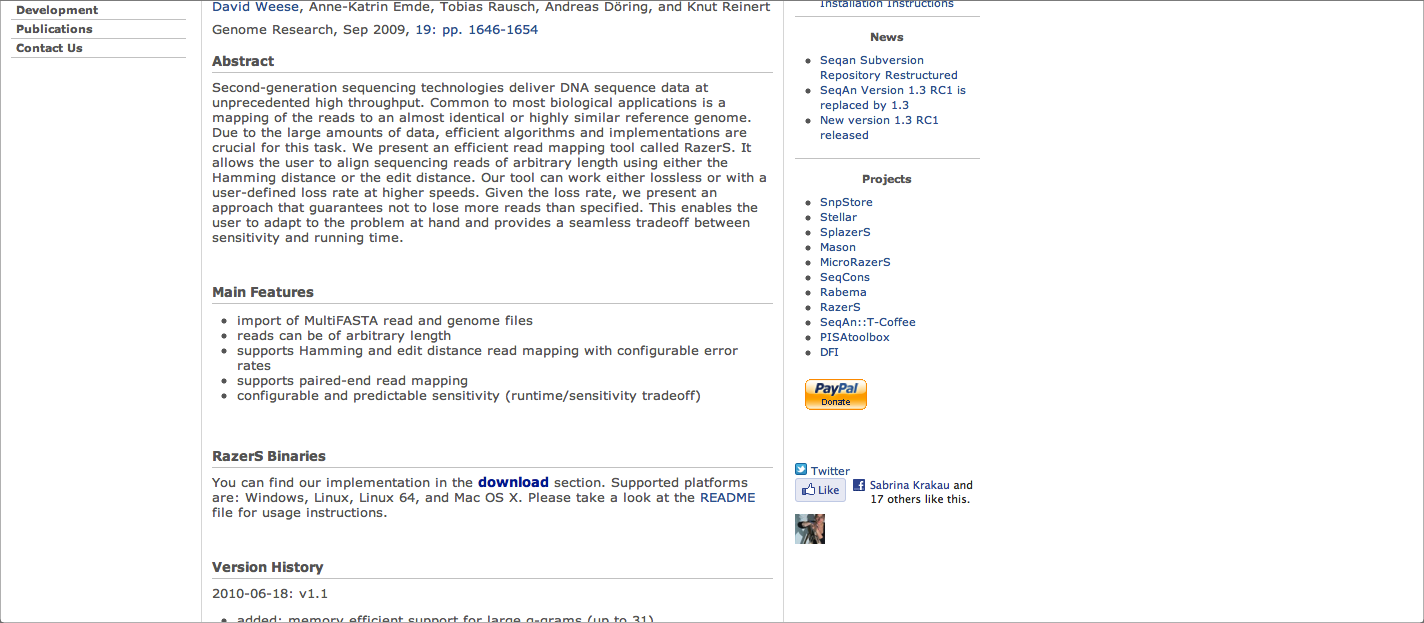 Development
Publications
Contact Us
David Weese, Anne-Katrin Emde, Tobias Rausch, Andreas Döring, and Knut Reinert
Genome Research, Sep 2009, 19: pp. 1646-1654
Abstract
Second-generation sequencing technologies deliver DNA sequence data at
unprecedented high throughput. Common to most biological applications is a
mapping of the reads to an almost identical or highly similar reference genome.
Due to the large amounts of data, efficient algorithms and implementations are
crucial for this task. We present an efficient read mapping tool called RazerS. It
allows the user to align sequencing reads of arbitrary length using either the
Hamming distance or the edit distance. Our tool can work either lossless or with a
user-defined loss rate at higher speeds. Given the loss rate, we present an
approach that guarantees not to lose more reads than specified. This enables the
user to adapt to the problem at hand and provides a seamless tradeoff between
sensitivity and running time.
Main Features
import of MultiFASTA read and genome files
reads can be of arbitrary length
supports Hamming and edit distance read mapping with configurable error
rates
supports paired-end read mapping
configurable and predictable sensitivity (runtime/sensitivity tradeoff)
RazerS Binaries
You can find our implementation in the download section. Supported platforms
are: Windows, Linux, Linux 64, and Mac OS X. Please take a look at the README
file for usage instructions.
Version History
2010-06-18: v1.1
added: memory efficient support for large q-grams (up to 31)
Installation Instructions
News
Seqan Subversion
Repository Restructured
SeqAn Version 1.3 RC1 is
replaced by 1.3
New version 1.3 RC1
released
Projects
SnpStore
Stellar
SplazerS
Mason
MicroRazerS
SeqCons
Rabema
RazerS
SeqAn::T-Coffee
PISAtoolbox
DFI
PayPal
Donate
Twitter
Like
Sabrina Krakau and
17 others like this.